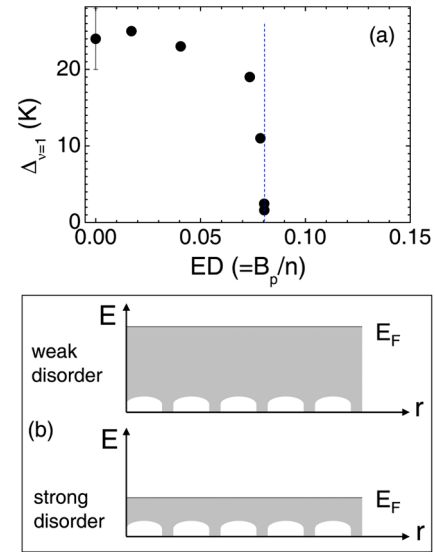 (a)
20
10
0
Δν=1 (K)
0.00 0.05 0.10 0.15
ED (=Bp/n)
E
weak
disorder
EF
r
(b)
E
strong
disorder
EF
r